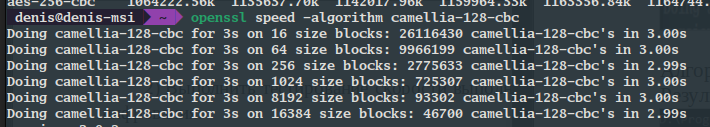 aes-256-cbc 1064222.56k 1135637.70k 1142017.96k 1159964.33k 1163356.84k 1164744.
denis@denis-msi ~ openssl speed -algorithm camellia-128-cbc
Doing camellia-128-cbc for 3s on 16 size blocks: 26116430 camellia-128-cbc's in 3.00s
Doing camellia-128-cbc for 3s on 64 size blocks: 9966199 camellia-128-cbc's in 3.00s
Doing camellia-128-cbc for 3s on 256 size blocks: 2775633 camellia-128-cbc's in 2.99s
Doing camellia-128-cbc for 3s on 1024 size blocks: 725307 camellia-128-cbc's in 3.00s
Doing camellia-128-cbc for 3s on 8192 size blocks: 93302 camellia-128-cbc's in 3.00s
Doing camellia-128-cbc for 3s on 16384 size blocks: 46700 camellia-128-cbc's in 2.99s